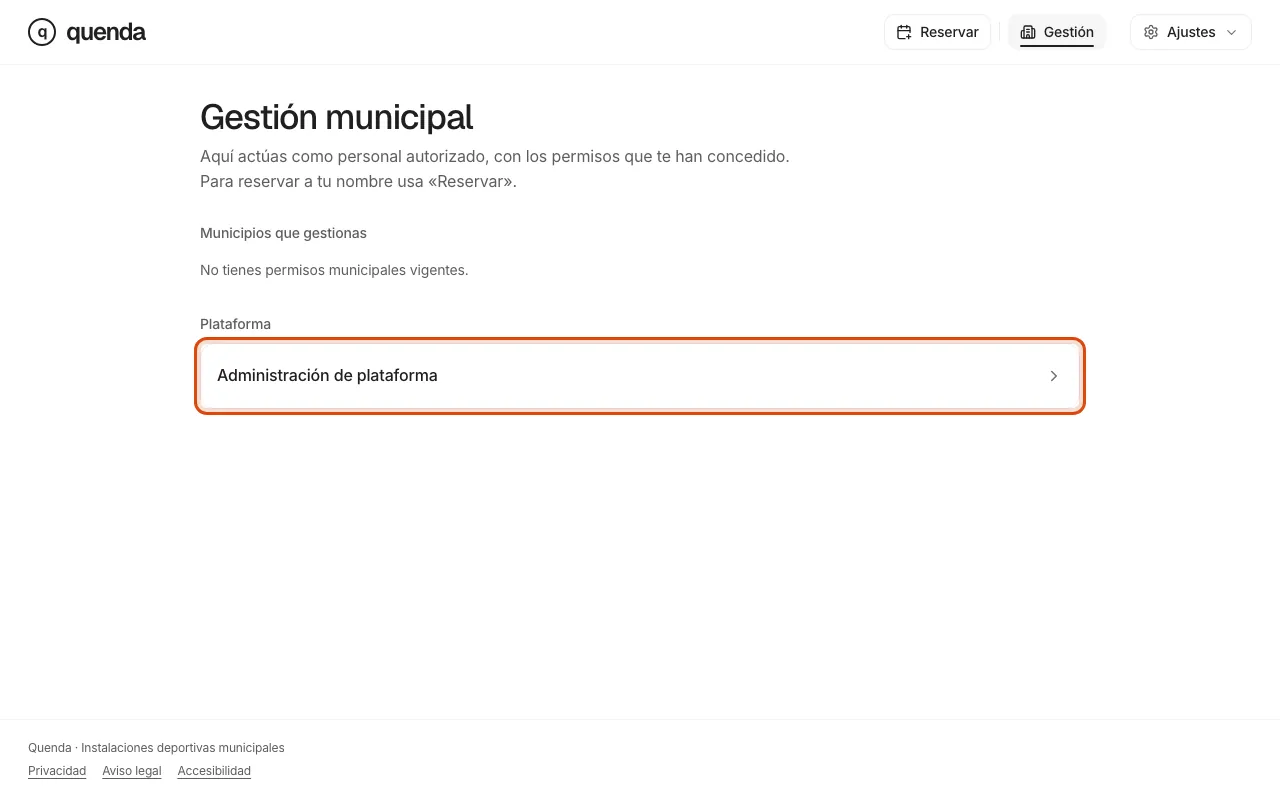 q quenda
Reservar
Gestión
Ajustes
Gestión municipal
Aquí actúas como personal autorizado, con los permisos que te han concedido.
Para reservar a tu nombre usa «Reservar».
Municipios que gestionas
No tienes permisos municipales vigentes.
Plataforma
Administración de plataforma
Quenda · Instalaciones deportivas municipales
Privacidad Aviso legal Accesibilidad